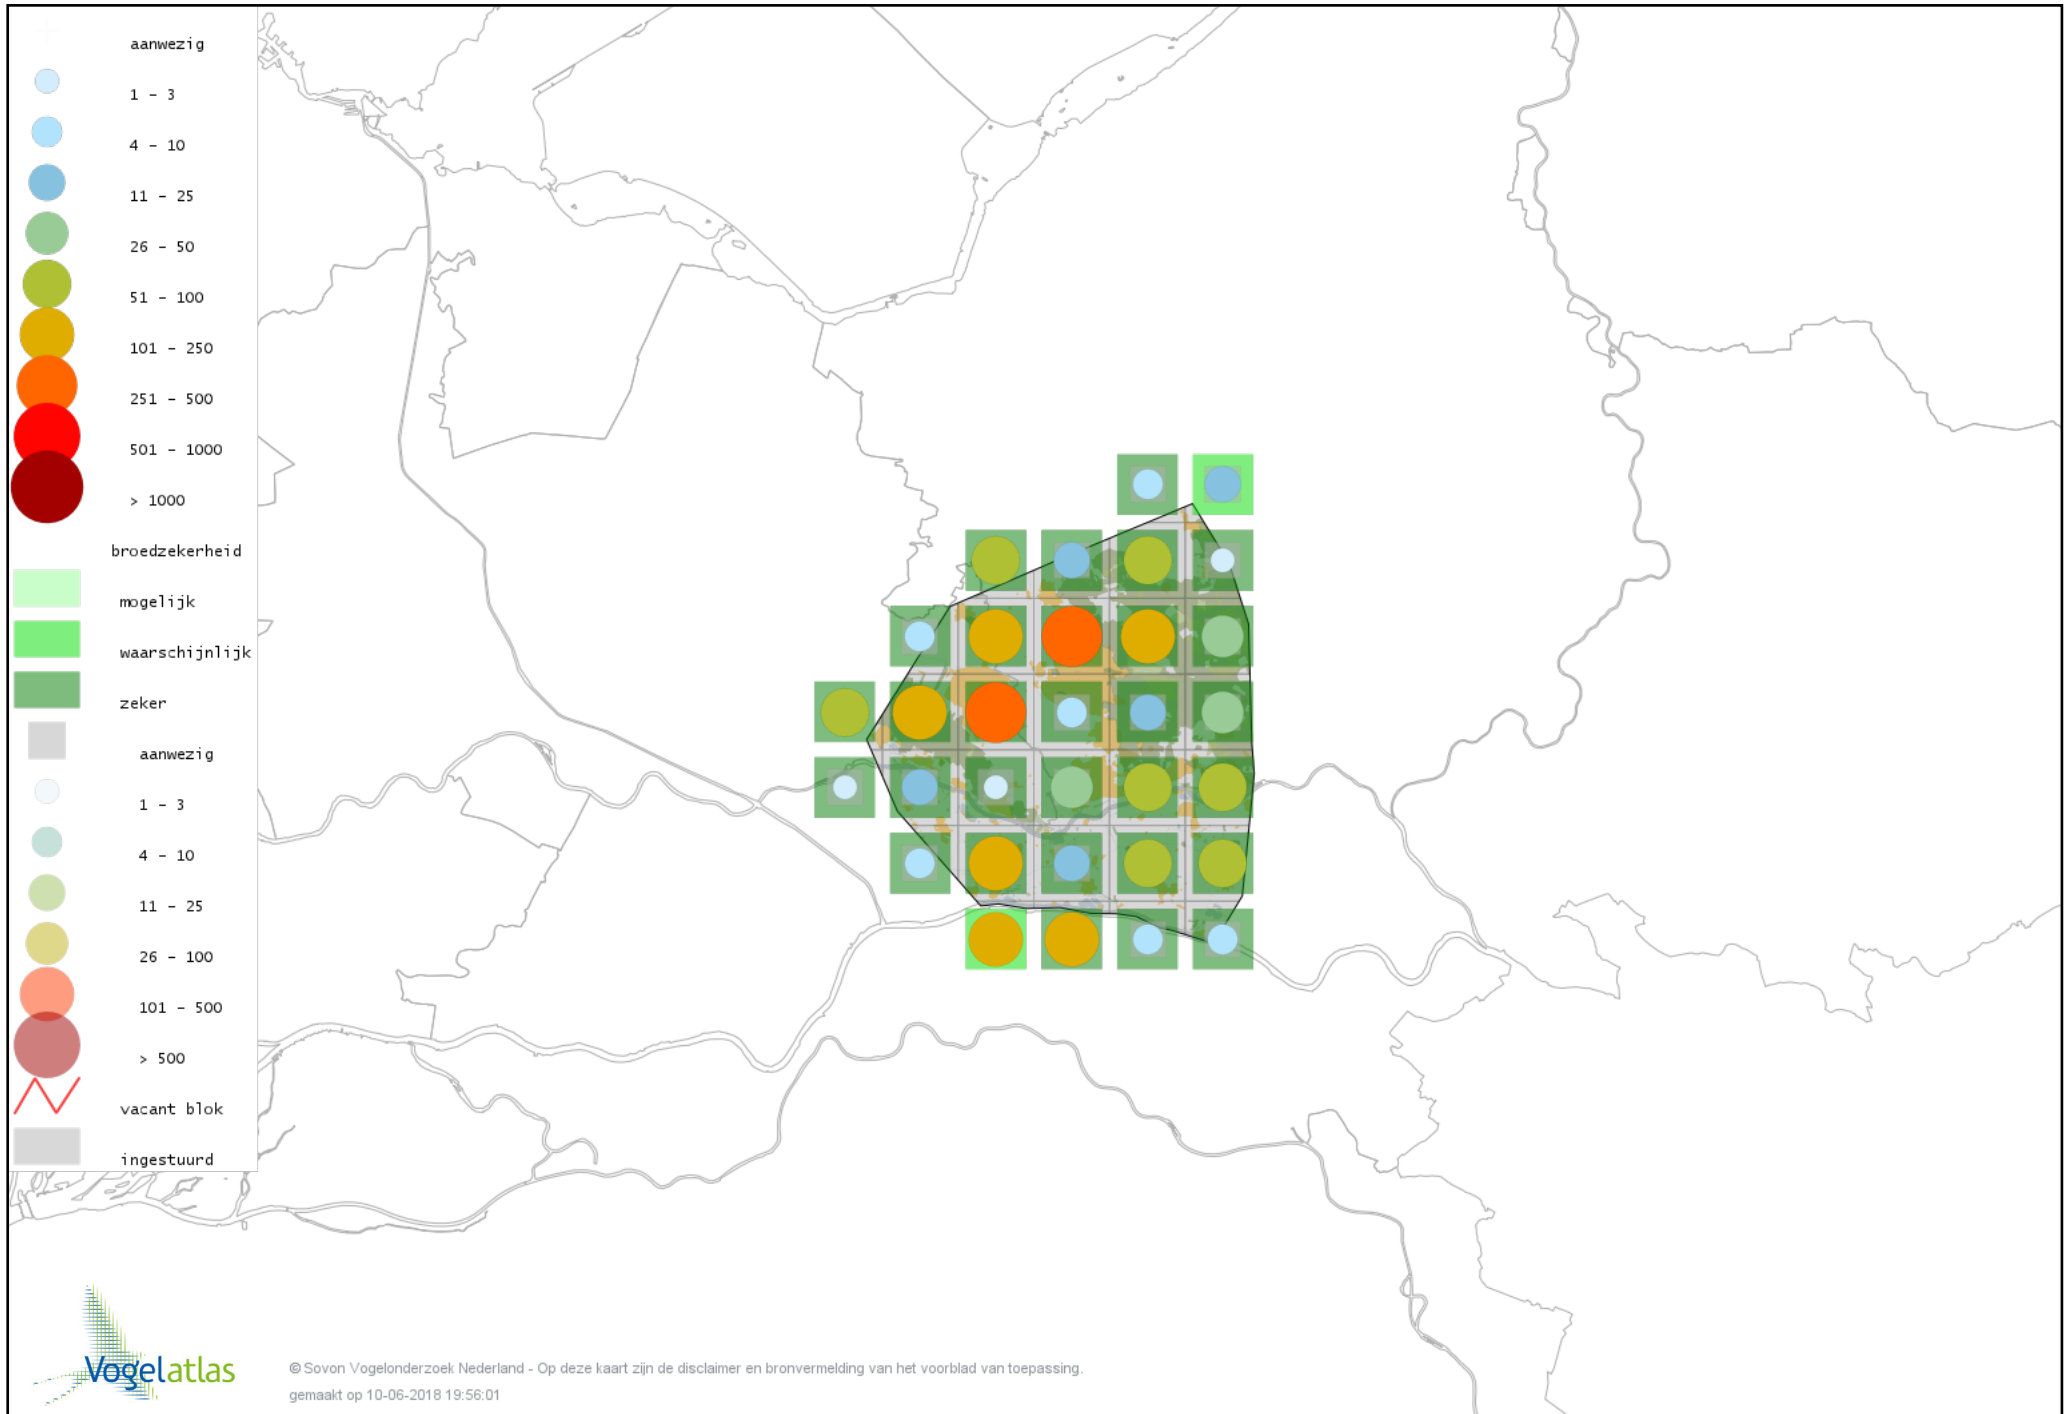 aanwezig
1 - 3
4 - 10
11 - 25
26 - 50
51 - 100
101 - 250
251 - 500
501 - 1000
> 1000
broedzekerheid
mogelijk
waarschijnlijk
zeker
aanwezig
1 - 3
4 - 10
11 - 25
26 - 100
101 - 500
> 500
vacant blok
ingestuurd
Vogelatlas
© Sovon Vogelonderzoek Nederland - Op deze kaart zijn de disclaimer en bronvermelding van het voorblad van toepassing.
gemaakt op 10-06-2018 19:56:01